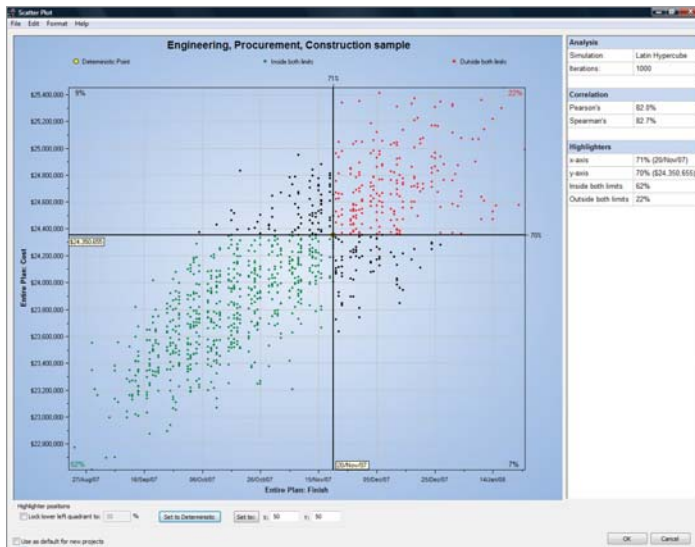 Scatter Plot
File Edit Format Help
Engineering, Procurement, Construction sample
Deterministic Point Inside both limits Outside both limits
71%
9% 22%
$25,400,000
$25,200,000
$25,000,000
$24,800,000
$24,600,000
$24,400,000
70%
$24,350,655
$24,200,000
$24,000,000
$23,800,000
$23,600,000
$23,400,000
$23,200,000
$23,000,000
$22,800,000
Entire Plan: Cost
62% 20/Nov/07 7%
27/Aug/07 16/Sep/07 06/Oct/07 26/Oct/07 15/Nov/07 05/Dec/07 25/Dec/07 14/Jan/08
Entire Plan: Finish
Analysis
Simulation: Latin Hypercube
Iterations: 1000
Correlation
Pearson's 82.8%
Spearman's 82.7%
Highlighters
x-axis 71% (20/Nov/07)
y-axis 70% ($24,350,655)
Inside both limits 62%
Outside both limits 22%
Highlighter positions
Lock lower left quadrant to: % Set to Deterministic Set to: X: 50 Y: 50
Use as default for new projects
OK Cancel